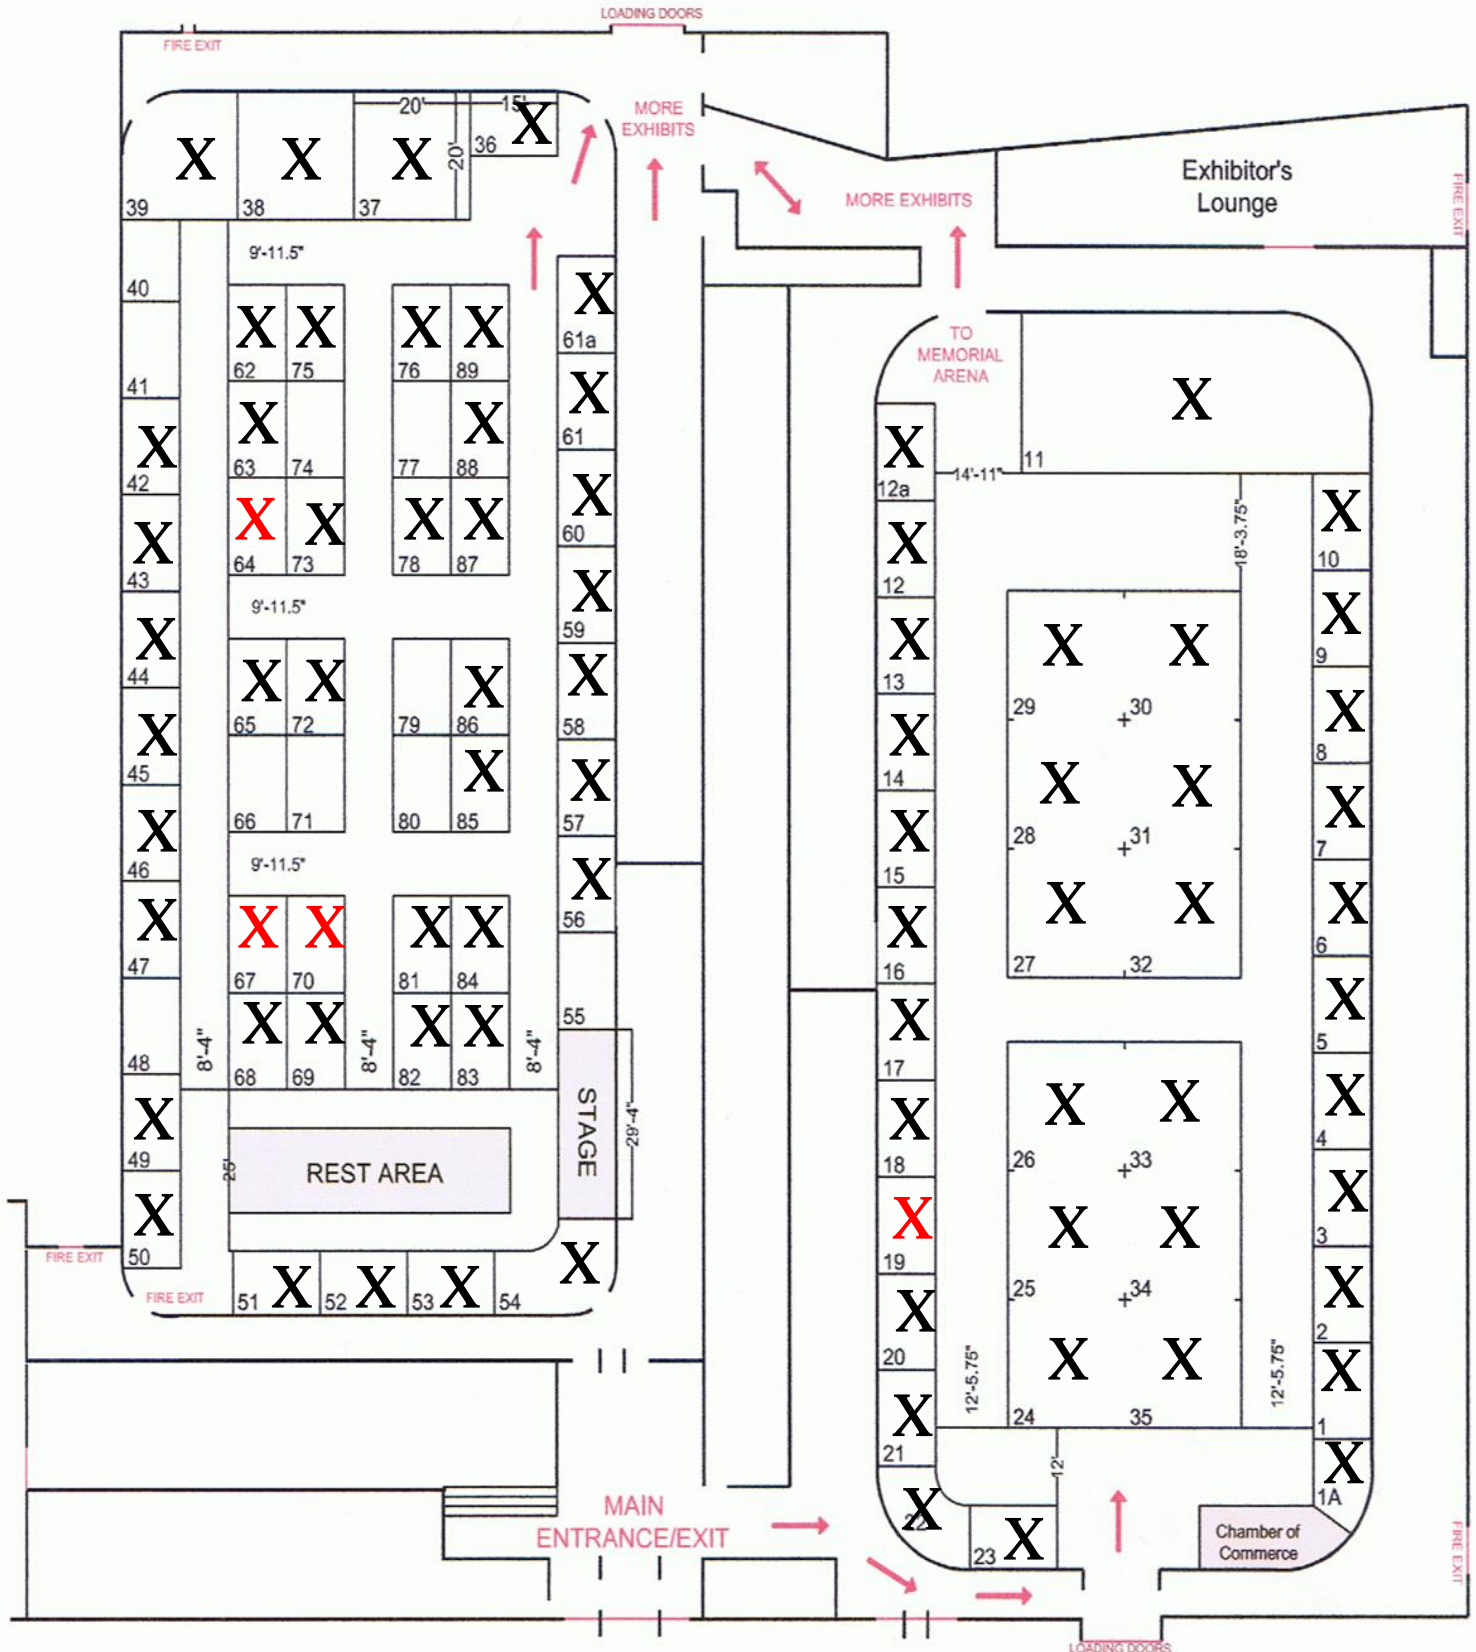 LOADING DOORS
FIRE EXIT
20' 15'
X X X X
20'
36
39 38 37
MORE
EXHIBITS
MORE EXHIBITS
Exhibitor's
Lounge
FIRE EXIT
9'-11.5"
40
X
61a
X X X X
62 75 76 89
41
X X X
61
63 74 77 88
X
42
X X X X
X
60
64 73 78 87
X
43
9'-11.5"
X
59
X
44
X X X
X
58
65 72 79 86
X
45
X
X
57
66 71 80 85
X
46
9'-11.5"
X
56
X
47
X X X X
67 70 81 84
55
48
X X X X
8'-4" 8'-4" 8'-4"
68 69 82 83
X
49
STAGE
29'-4"
25'
REST AREA
X
50
FIRE EXIT
FIRE EXIT
X
51 X 52 X 53 X 54
TO
MEMORIAL
ARENA
X
11
X
12a
14'-11"
18'-3.75"
X
10
X
12
X
9
X
13
X X
29 30
X
8
X
14
X X
28 31
X
7
X
15
X X
27 32
X
6
X
16
X
5
X
17
X X
26 33
X
4
X
18
X
3
X
19
X X
25 34
X
2
X
20
X X
12'-5.75" 12'-5.75"
24 35
X
1
X
21
12'
X
1A
X
22
23 X
Chamber of
Commerce
MAIN
ENTRANCE/EXIT
FIRE EXIT
LOADING DOORS